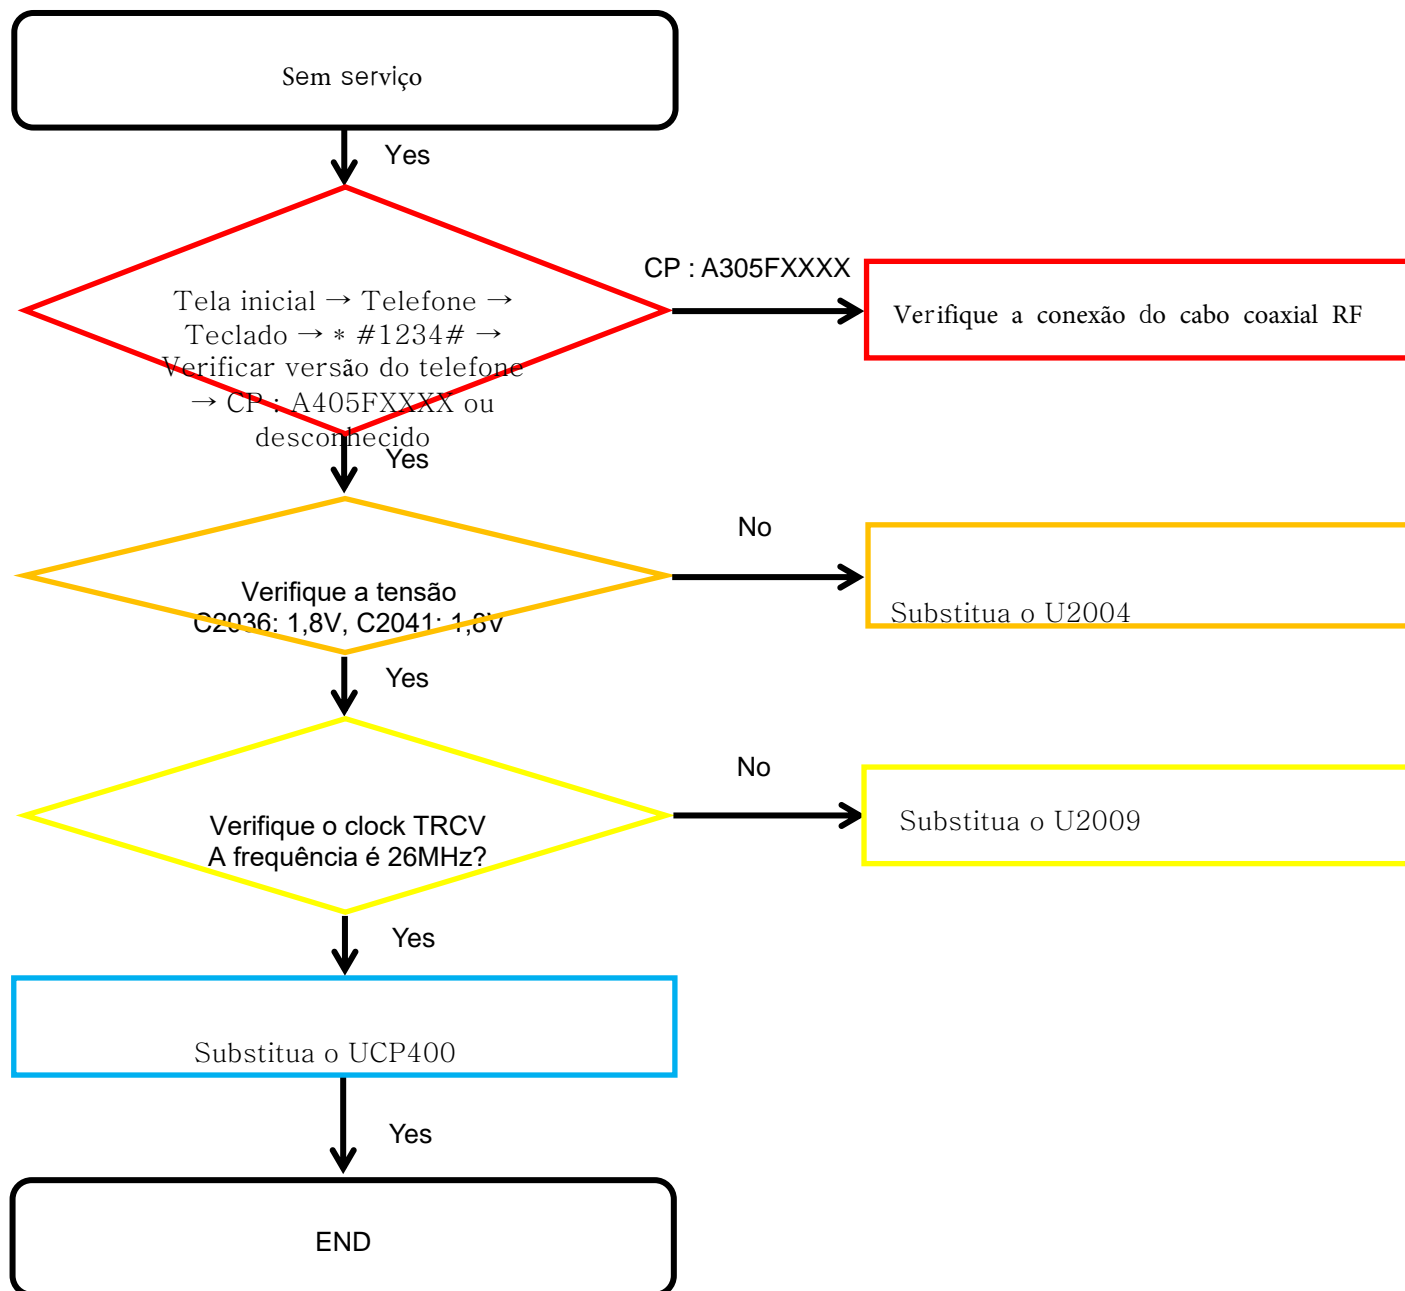 Sem serviço
Yes
CP : A305FXXXX
Tela inicial → Telefone →
Teclado → * #1234# →
Verificar versão do telefone
→ CP : A405FXXXX ou
desconhecido
Verifique a conexão do cabo coaxial RF
Yes
No
Verifique a tensão
C2036: 1,8V, C2041: 1,8V
Substitua o U2004
Yes
No
Verifique o clock TRCV
A frequência é 26MHz?
Substitua o U2009
Yes
Substitua o UCP400
Yes
END